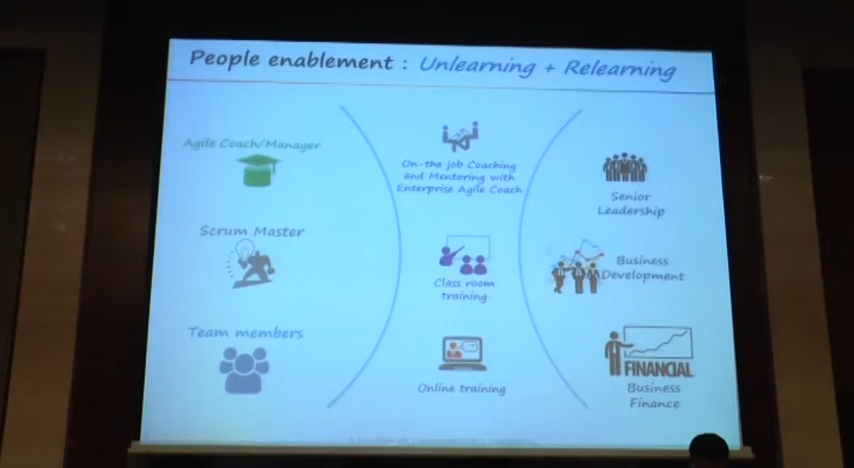 People enablement : Unlearning + Relearning
Agile Coach/Manager
Scrum Master
Team members
On-the job Coaching
and Mentoring with
Enterprise Agile Coach
Class room
training
Online training
Senior
Leadership
Business
Development
FINANCIAL
Business
Finance